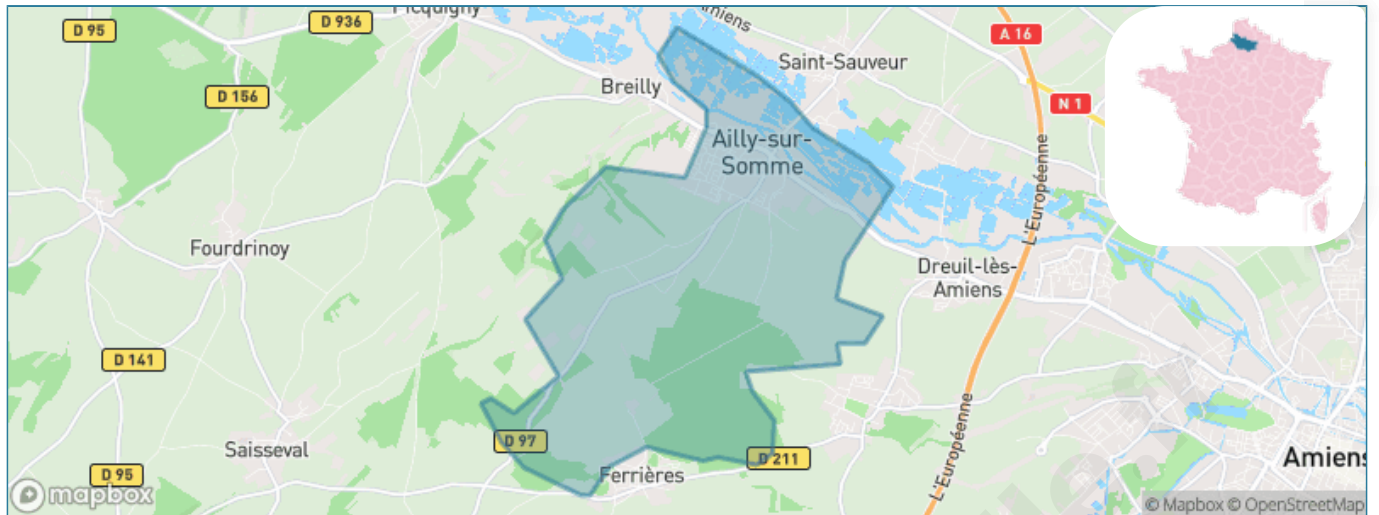 Picquigny
D 936
D 95
Amiens
A 16
Saint-Sauveur
Breilly
D 156
N 1
Ailly-sur-
Somme
L'Européenne
Fourdrinoy
Dreuil-lès-
Amiens
D 141
L'Européenne
D 97
Saisseval
D 211
Amiens
D 95
Ferrières
mapbox
© Mapbox © OpenStreetMap